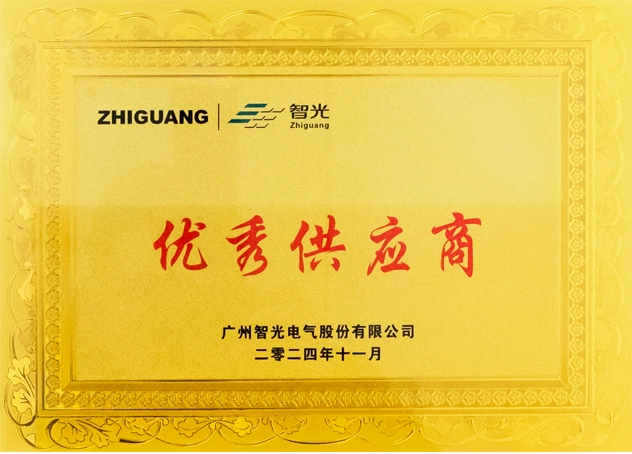 ZHIGUANG 智光
Zhiguang
优秀供应商
广州智光电气股份有限公司
二零二四年十一月